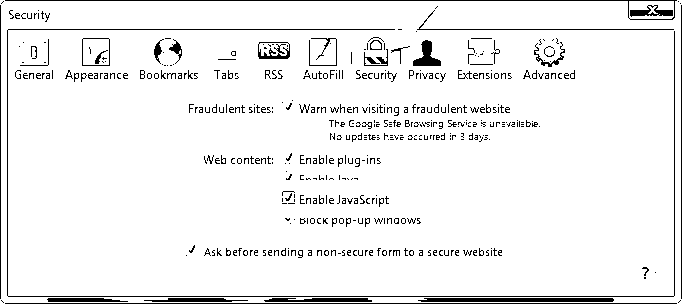 Security
General Appearance Bookmarks Tabs RSS AutoFill Security Privacy Extensions Advanced
RSS
Fraudulent sites: Warn when visiting a fraudulent website
The Google Safe Browsing Service is unavailable.
No updates have occurred in 3 days.
Web content: Enable plug-ins
Enable Java
Enable JavaScript
Block pop-up windows
Ask before sending a non-secure form to a secure website
?